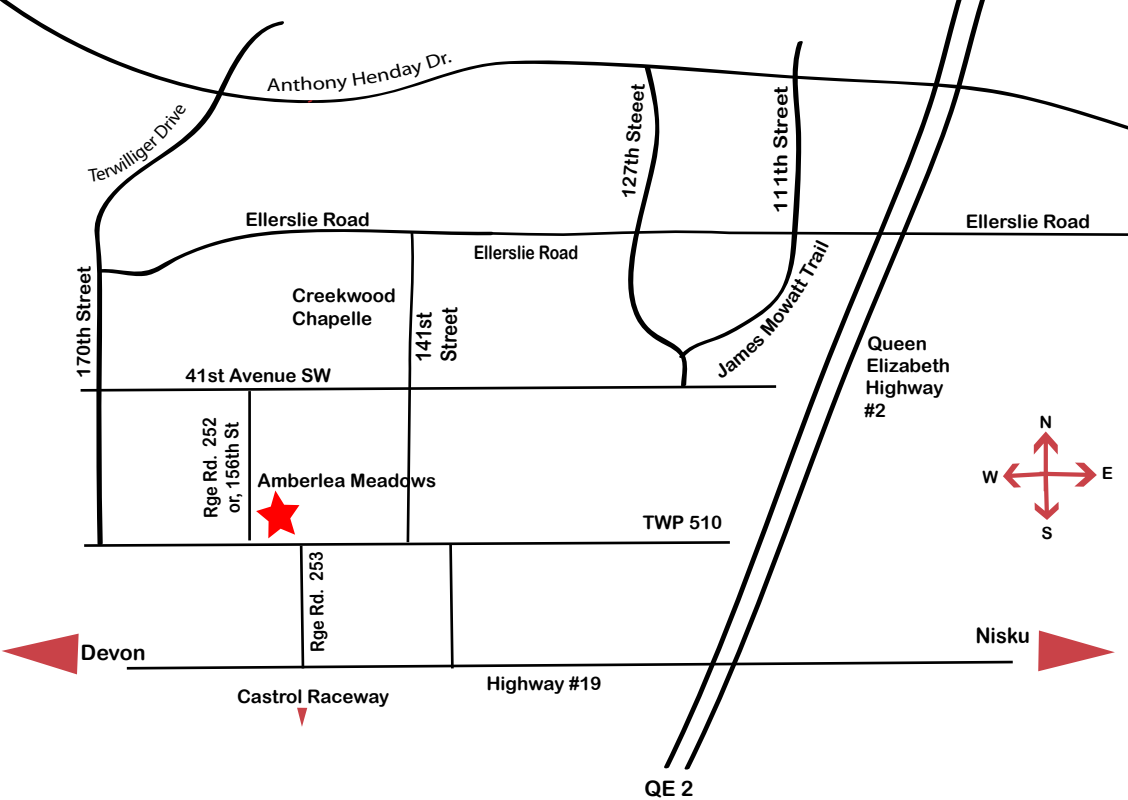 Anthony Henday Dr.
Terwilliger Drive
127th Steeet
111th Street
Ellerslie Road
Ellerslie Road
Ellerslie Road
170th Street
Creekwood
Chapelle
141st
Street
James Mowatt Trail
Queen
Elizabeth
Highway
#2
41st Avenue SW
Rge Rd. 252
or, 156th St
Amberlea Meadows
N
W
E
S
TWP 510
Rge Rd. 253
Devon
Nisku
Highway #19
Castrol Raceway
QE 2